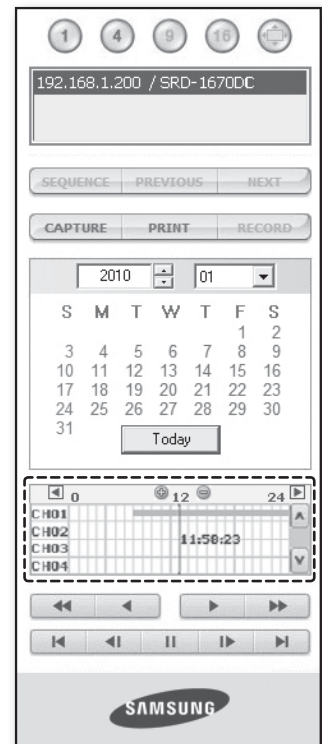 1 4 9 16
192.168.1.200 / SRD-1670DC
SEQUENCE PREVIOUS NEXT
CAPTURE PRINT RECORD
2010 01
S M T W T F S
1 2
3 4 5 6 7 8 9
10 11 12 13 14 15 16
17 18 19 20 21 22 23
24 25 26 27 28 29 30
31
Today
0 12 24
CH01
CH02
11:58:23
CH03
CH04
SAMSUNG